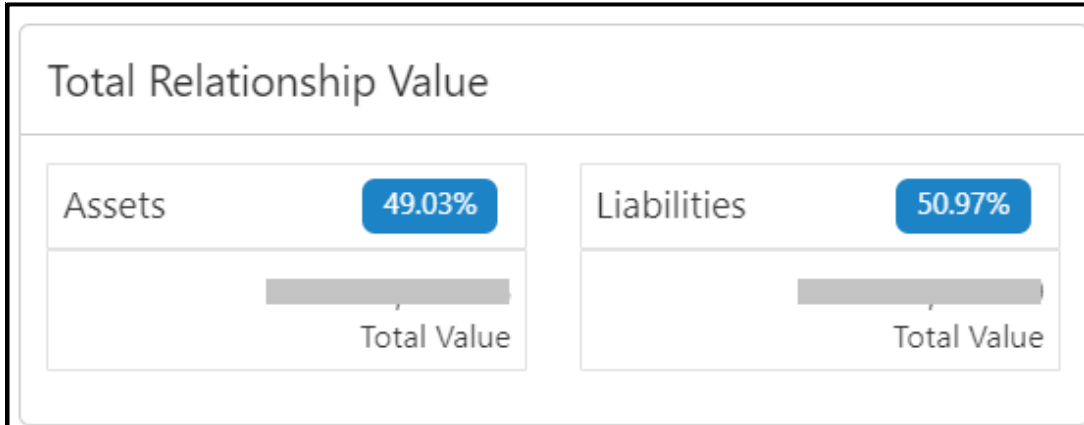 Total Relationship Value
Assets 49.03%
Total Value
Liabilities 50.97%
Total Value